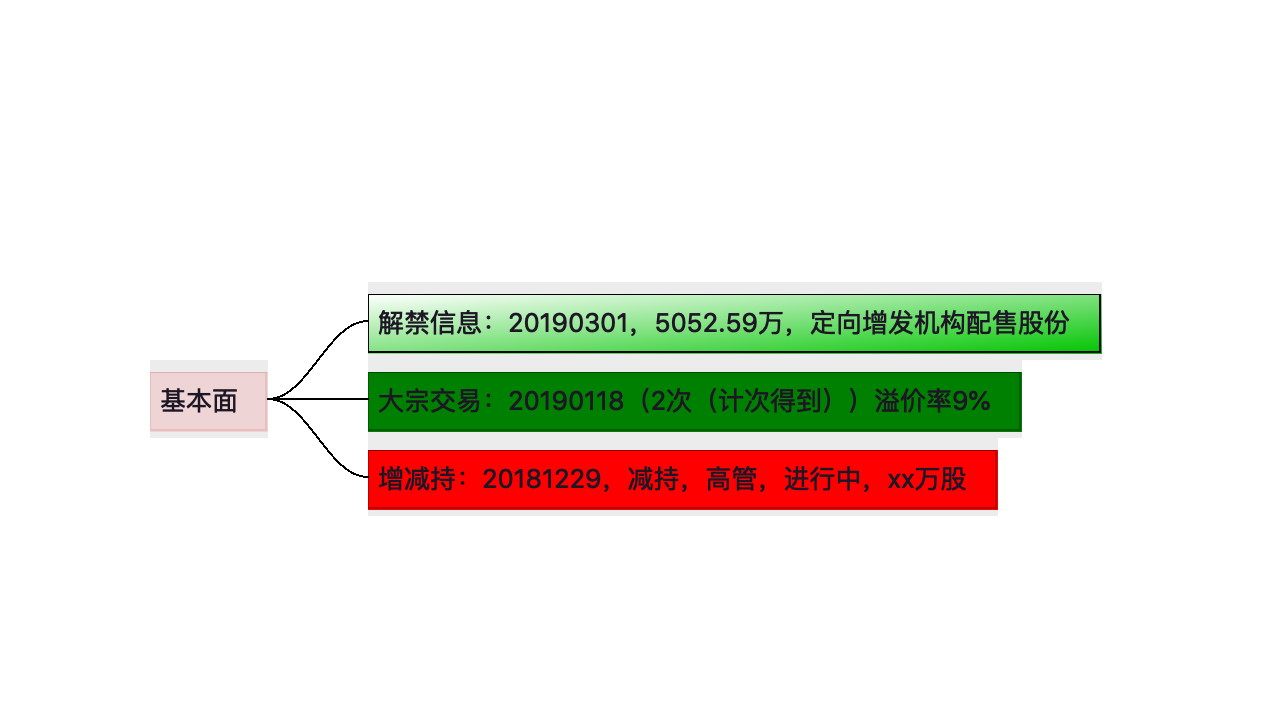 解禁信息：20190301，5052.59万，定向增发机构配售股份
基本面
大宗交易：20190118（2次（计次得到））溢价率9%
增减持：20181229，减持，高管，进行中，xx万股